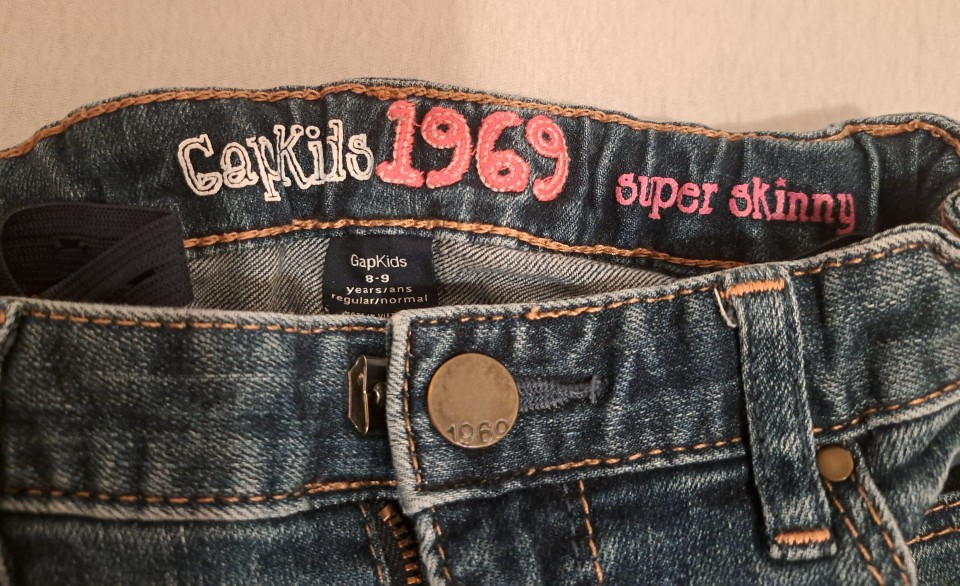 GapKids 1969 super skinny
GapKids
8-9
years/ans
regular/normal
1969